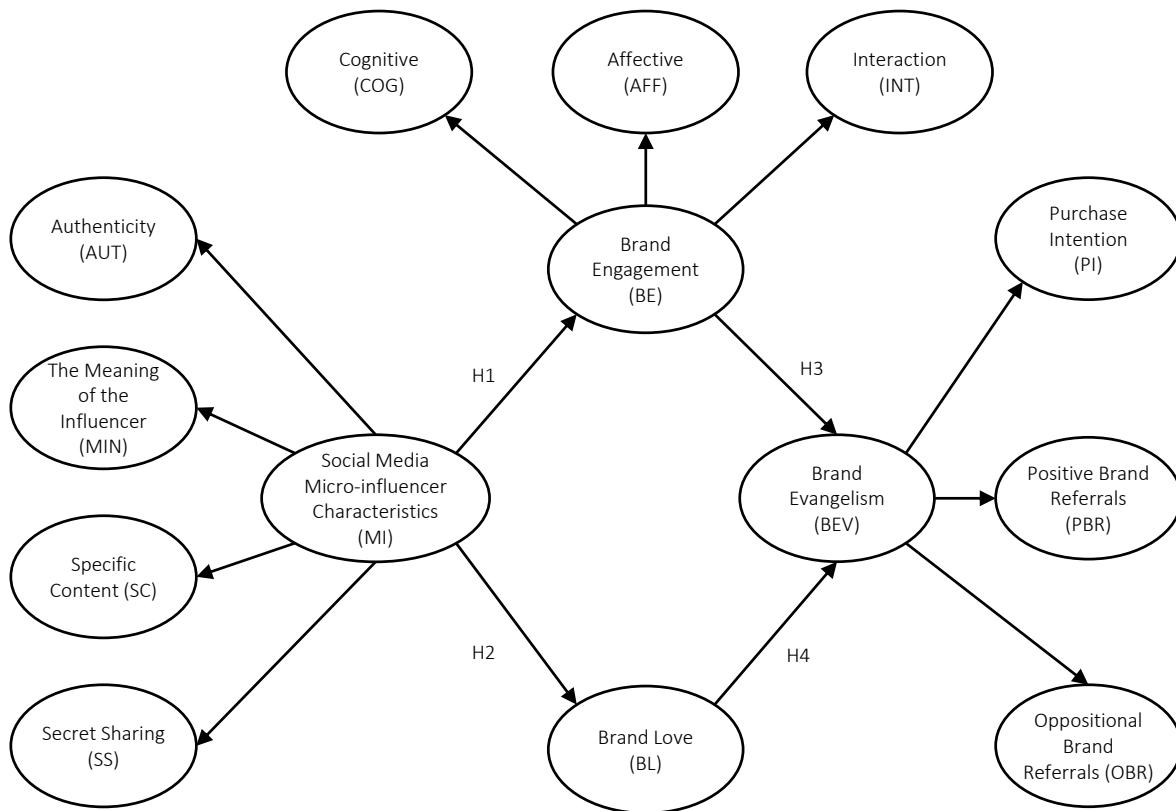 Cognitive
(COG)
Affective
(AFF)
Interaction
(INT)
Authenticity
(AUT)
Brand
Engagement
(BE)
Purchase
Intention
(PI)
The Meaning
of the
Influencer
(MIN)
H1
H3
Social Media
Micro-influencer
Characteristics
(MI)
Brand
Evangelism
(BEV)
Positive Brand
Referrals
(PBR)
Specific
Content (SC)
H2
H4
Secret Sharing
(SS)
Brand Love
(BL)
Oppositional
Brand
Referrals (OBR)